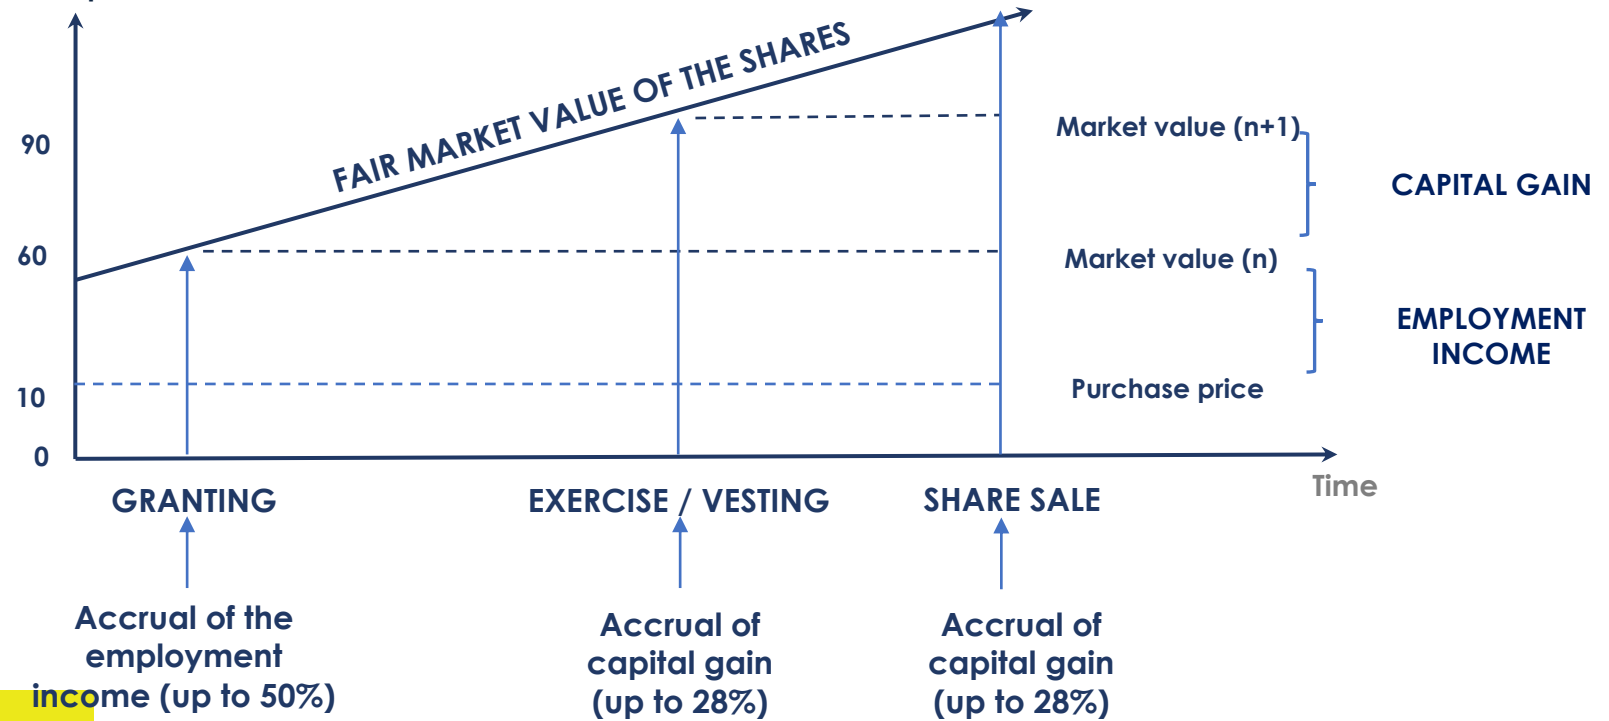 FAIR MARKET VALUE OF THE SHARES
90
Market value (n+1)
CAPITAL GAIN
60
Market value (n)
EMPLOYMENT
INCOME
10
Purchase price
0
Time
GRANTING
EXERCISE / VESTING
SHARE SALE
Accrual of the
employment
income (up to 50%)
Accrual of
capital gain
(up to 28%)
Accrual of
capital gain
(up to 28%)